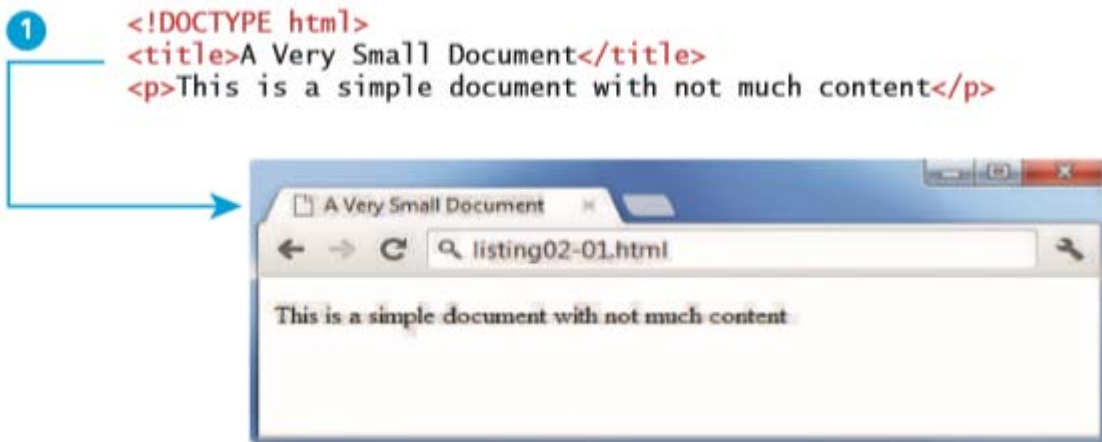 1
<!DOCTYPE html>
<title>A Very Small Document</title>
<p>This is a simple document with not much content</p>
A Very Small Document
listing02-01.html
This is a simple document with not much content